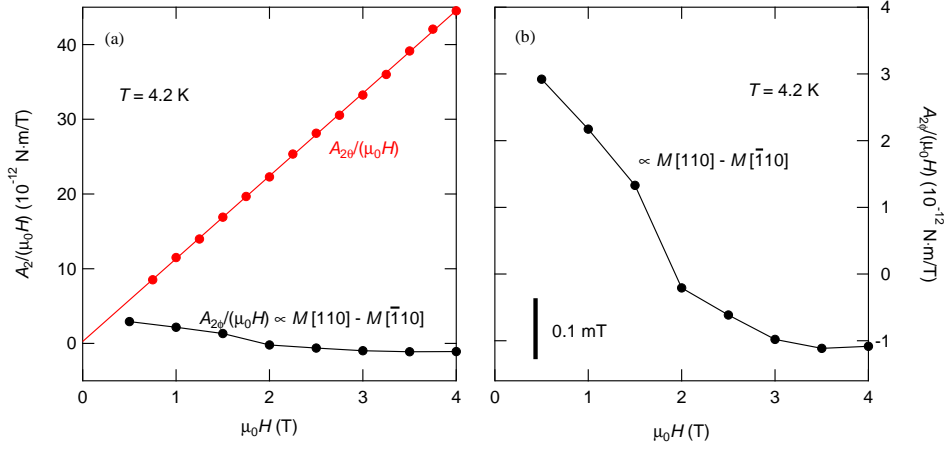 (a)
T = 4.2 K
A2θ/(μ0H)
A2ϕ/(μ0H) ∝ M [110] - M [1̄10]
A2/(μ0H) (10-12 N·m/T)
40
30
20
10
0
0 1 2 3 4
μ0H (T)
(b)
T = 4.2 K
∝ M [110] - M [1̄10]
0.1 mT
A2ϕ/(μ0H) (10-12 N·m/T)
4
3
2
1
0
-1
0 1 2 3 4
μ0H (T)